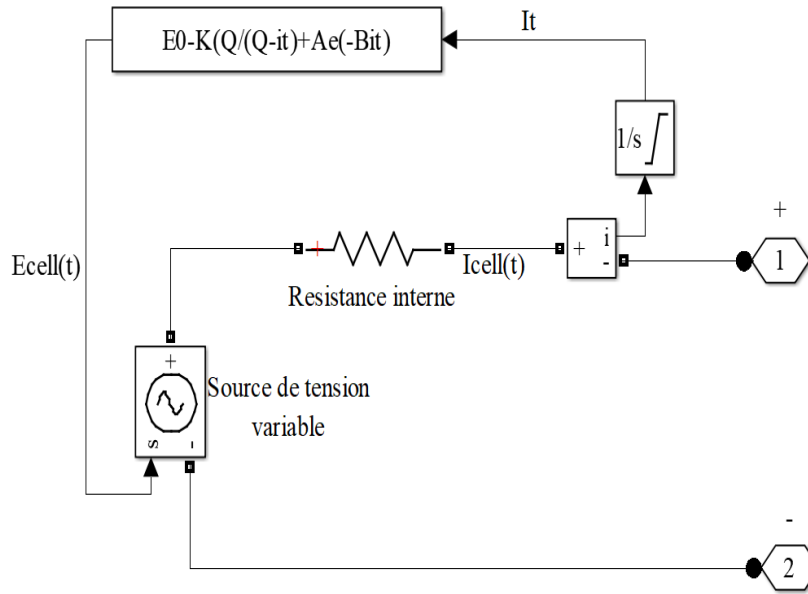 E0-K(Q/(Q-it)+Ae(-Bit)
It
1/s
+
Ecell(t)
+
Icell(t)
+ i -
1
Resistance interne
+
s -
Source de tension
variable
-
2